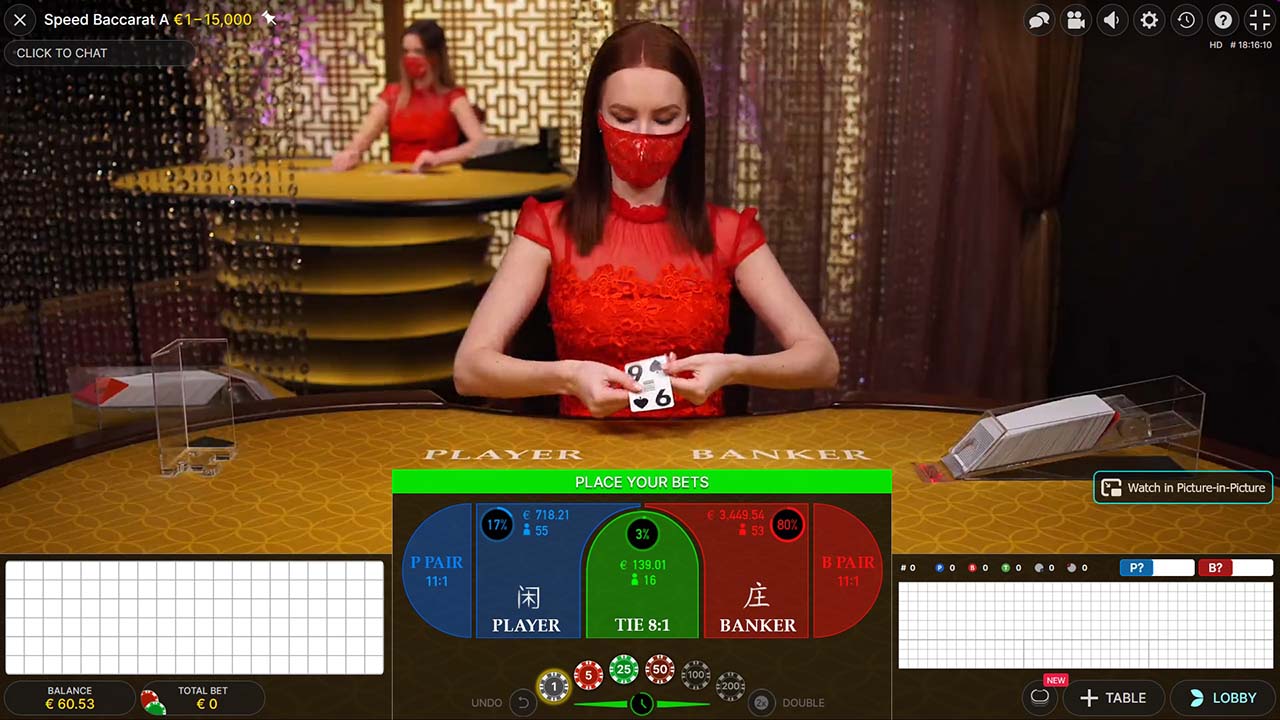 Speed Baccarat A €1–15,000
CLICK TO CHAT
HD # 18:16:10
9
6
PLAYER
BANKER
Watch in Picture-in-Picture
PLACE YOUR BETS
17%
€ 718.21
55
3%
€ 139.01
16
€ 3,449.54
53
80%
P PAIR
11:1
闲
PLAYER
TIE 8:1
庄
BANKER
B PAIR
11:1
# 0 P 0 B 0 T 0 0 0
P?
B?
1
5
25
50
100
200
UNDO
2x
DOUBLE
BALANCE
€ 60.53
TOTAL BET
€ 0
NEW
TABLE
LOBBY